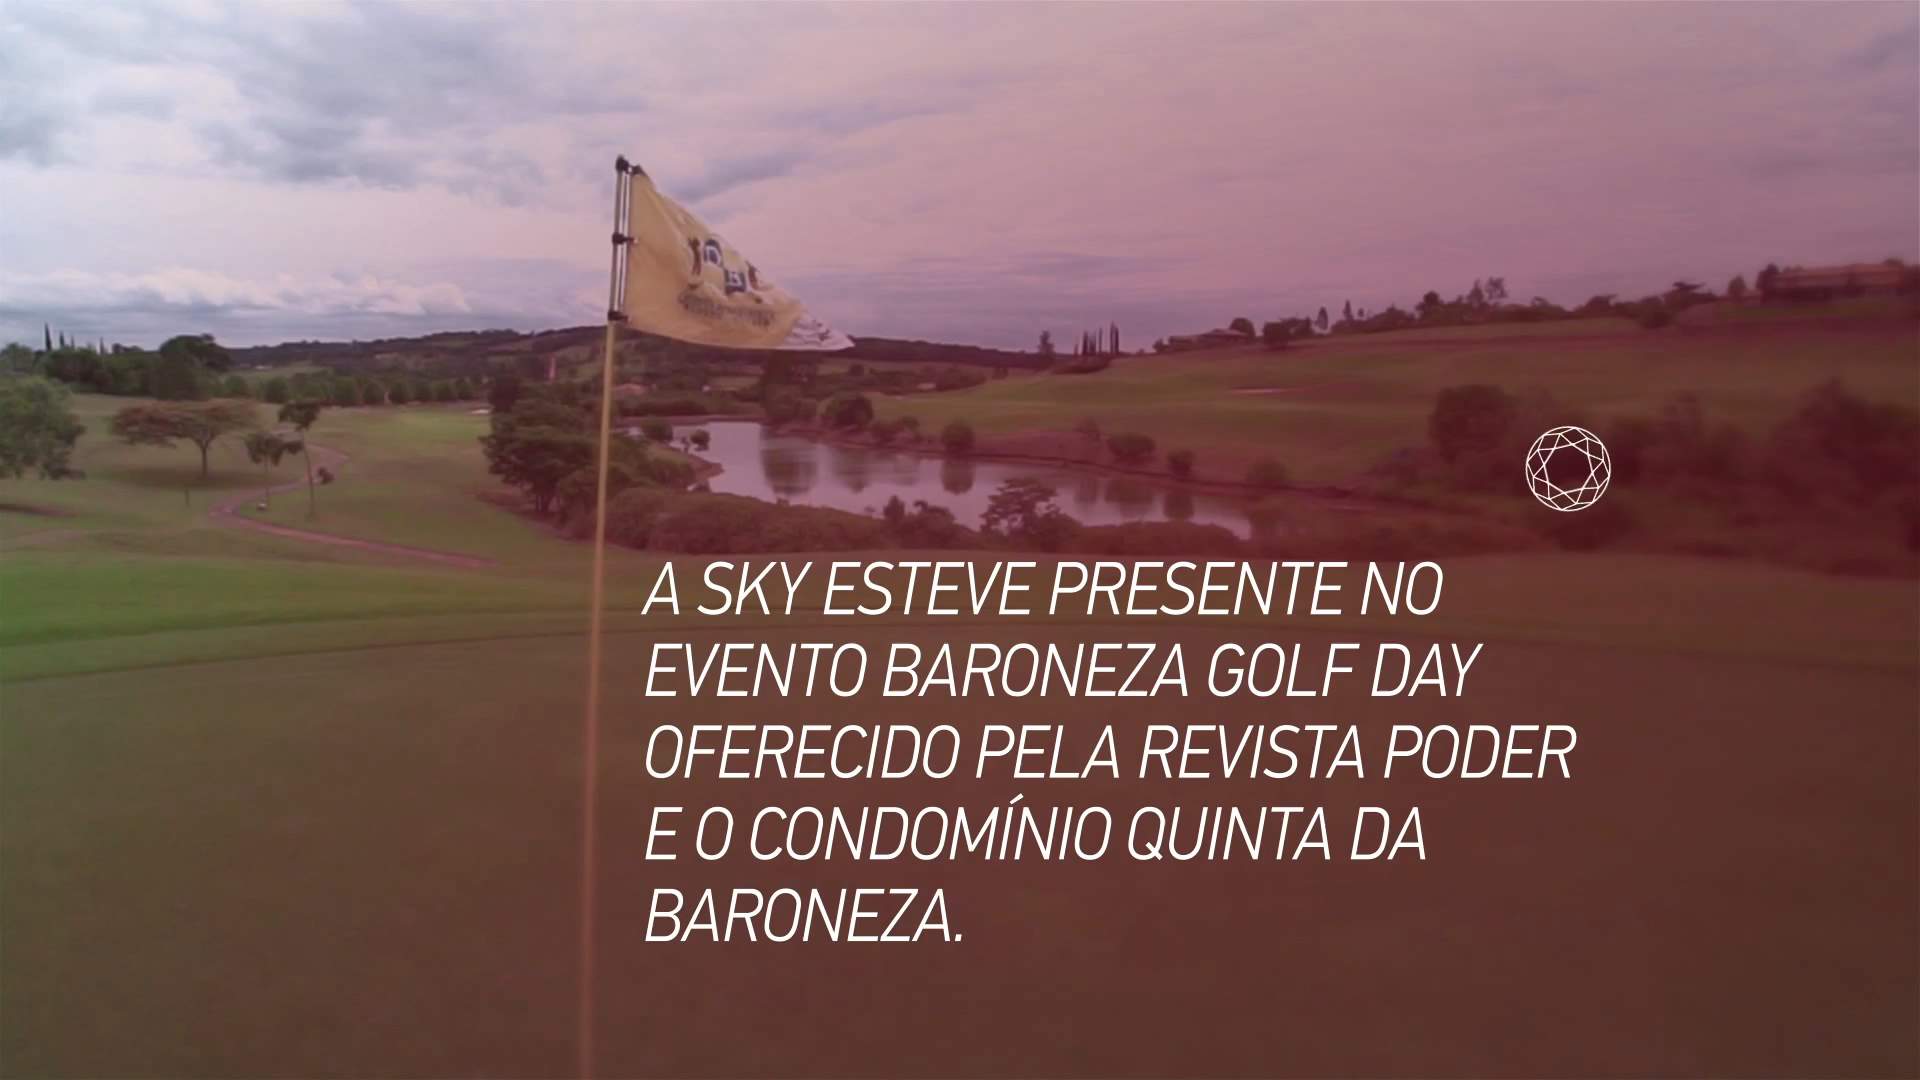 A SKY ESTEVE PRESENTE NO
EVENTO BARONEZA GOLF DAY
OFERECIDO PELA REVISTA PODER
E O CONDOMÍNIO QUINTA DA
BARONEZA.